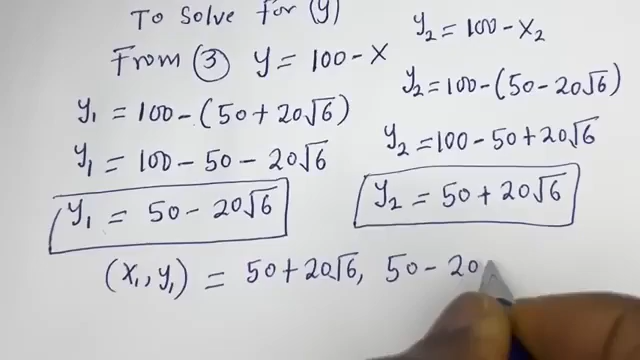 To Solve for (y)
From ③ y = 100 - x
y₁ = 100 - (50 + 20√6)
y₁ = 100 - 50 - 20√6
y₁ = 50 - 20√6
y₂ = 100 - x₂
y₂ = 100 - (50 - 20√6)
y₂ = 100 - 50 + 20√6
y₂ = 50 + 20√6
(x₁, y₁) = 50 + 20√6, 50 - 20